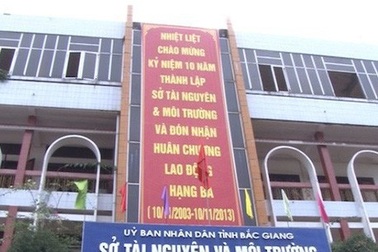 NHIỆT LIỆT
CHÀO MỪNG
KỶ NIỆM 10 NĂM
THÀNH LẬP
SỞ TÀI NGUYÊN
& MÔI TRƯỜNG
VÀ ĐÓN NHẬN
HUÂN CHƯƠNG
LAO ĐỘNG
HẠNG BA
(10/11/2003-10/11/2013)
ỦY BAN NHÂN DÂN TỈNH BẮC GIANG
SỞ TÀI NGUYÊN VÀ MÔI TRƯỜNG